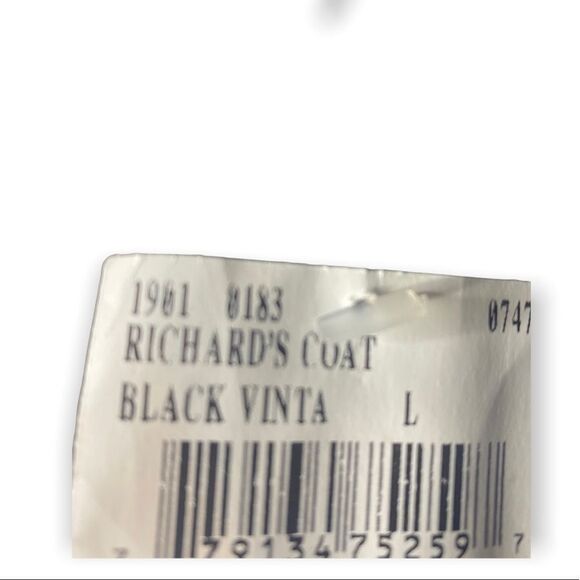 1901 0183 0747
RICHARD'S COAT
BLACK VINTA L
79134 75259 7